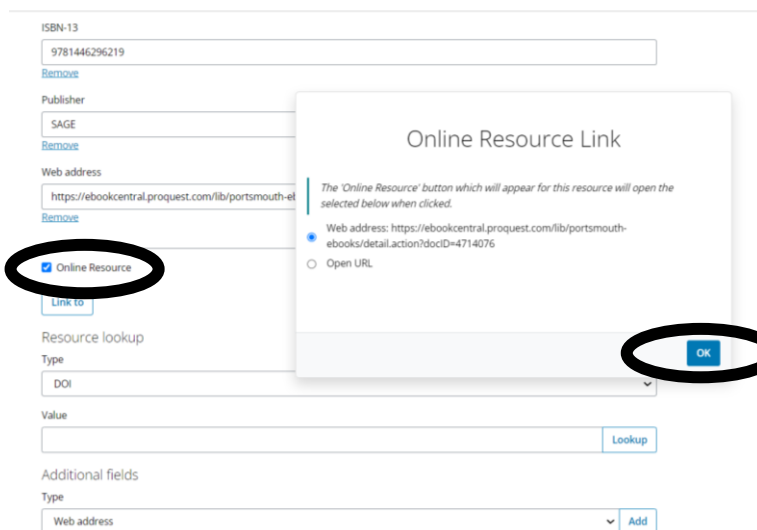 ISBN-13
9781446296219
Remove
Publisher
SAGE
Remove
Web address
https://ebookcentral.proquest.com/lib/portsmouth-eb
Remove
Online Resource
Link to
Resource lookup
Type
DOI
Value
Lookup
Additional fields
Type
Web address
Add
Online Resource Link
The 'Online Resource' button which will appear for this resource will open the
selected below when clicked.
Web address: https://ebookcentral.proquest.com/lib/portsmouth-
ebooks/detail.action?docID=4714076
Open URL
OK